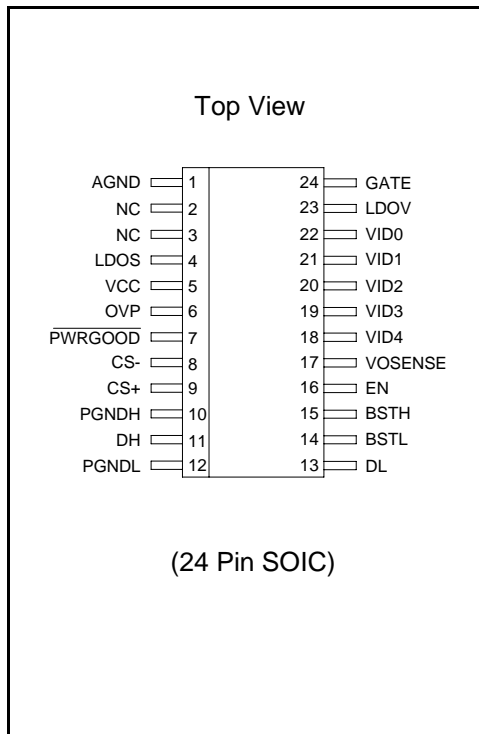 Top View
AGND 1 24 GATE
NC 2 23 LDOV
NC 3 22 VID0
LDOS 4 21 VID1
VCC 5 20 VID2
OVP 6 19 VID3
PWRGOOD 7 18 VID4
CS- 8 17 VOSENSE
CS+ 9 16 EN
PGNDH 10 15 BSTH
DH 11 14 BSTL
PGNDL 12 13 DL
(24 Pin SOIC)